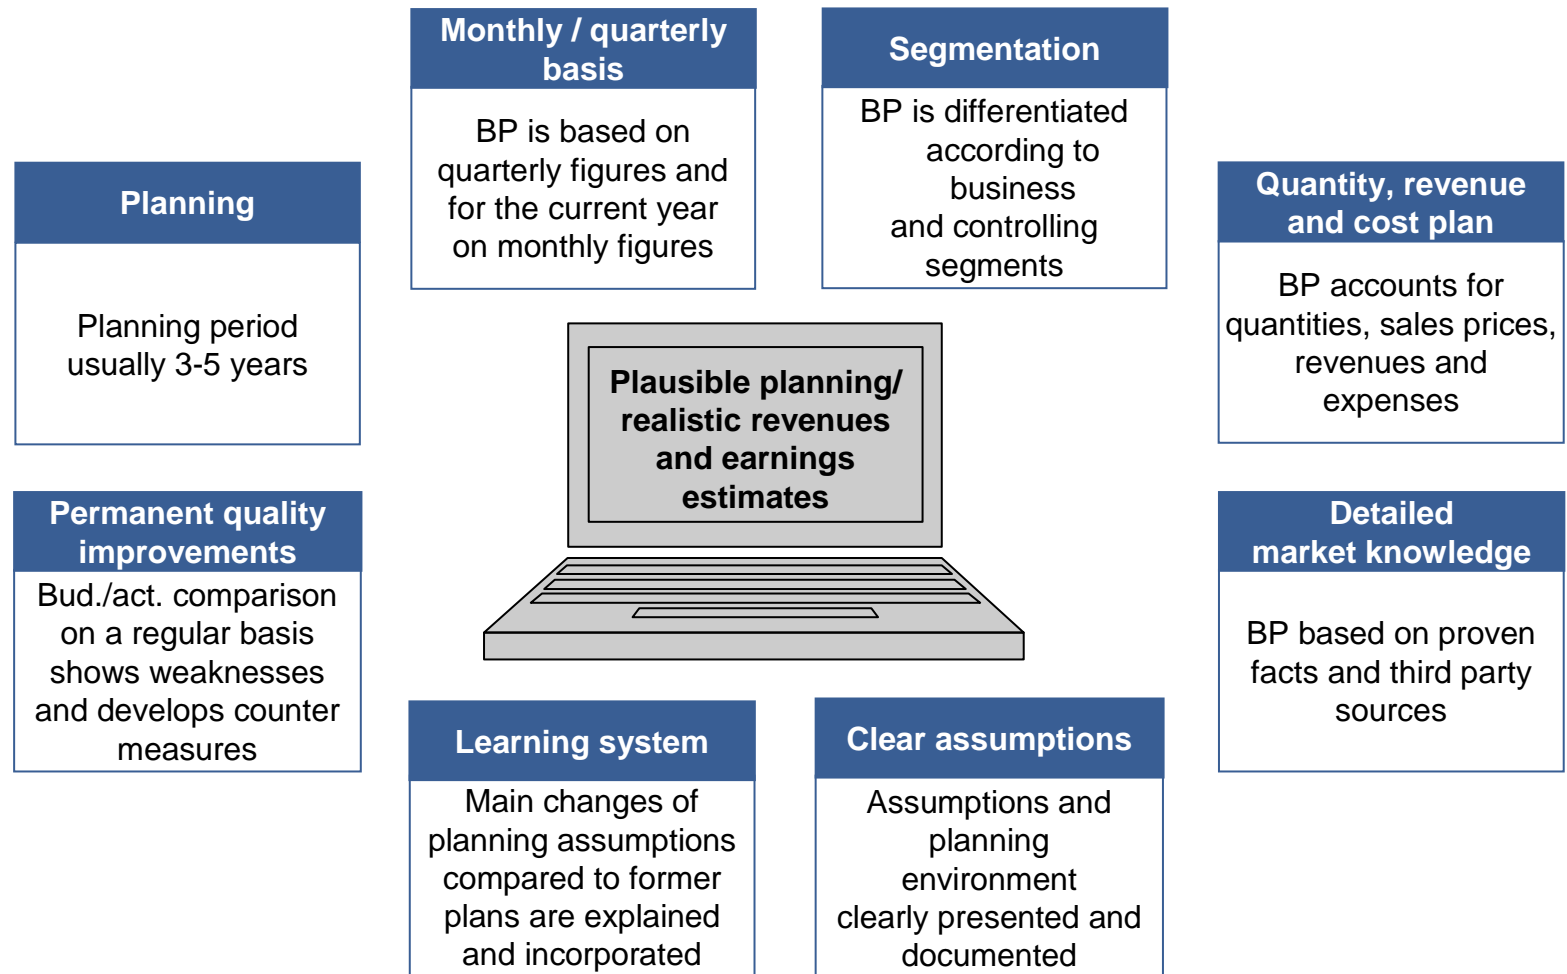 Monthly / quarterly
basis
BP is based on
quarterly figures and
for the current year
on monthly figures
Segmentation
BP is differentiated
according to
business
and controlling
segments
Planning
Planning period
usually 3-5 years
Quantity, revenue
and cost plan
BP accounts for
quantities, sales prices,
revenues and
expenses
Plausible planning/
realistic revenues
and earnings
estimates
Permanent quality
improvements
Bud./act. comparison
on a regular basis
shows weaknesses
and develops counter
measures
Detailed
market knowledge
BP based on proven
facts and third party
sources
Learning system
Main changes of
planning assumptions
compared to former
plans are explained
and incorporated
Clear assumptions
Assumptions and
planning
environment
clearly presented and
documented